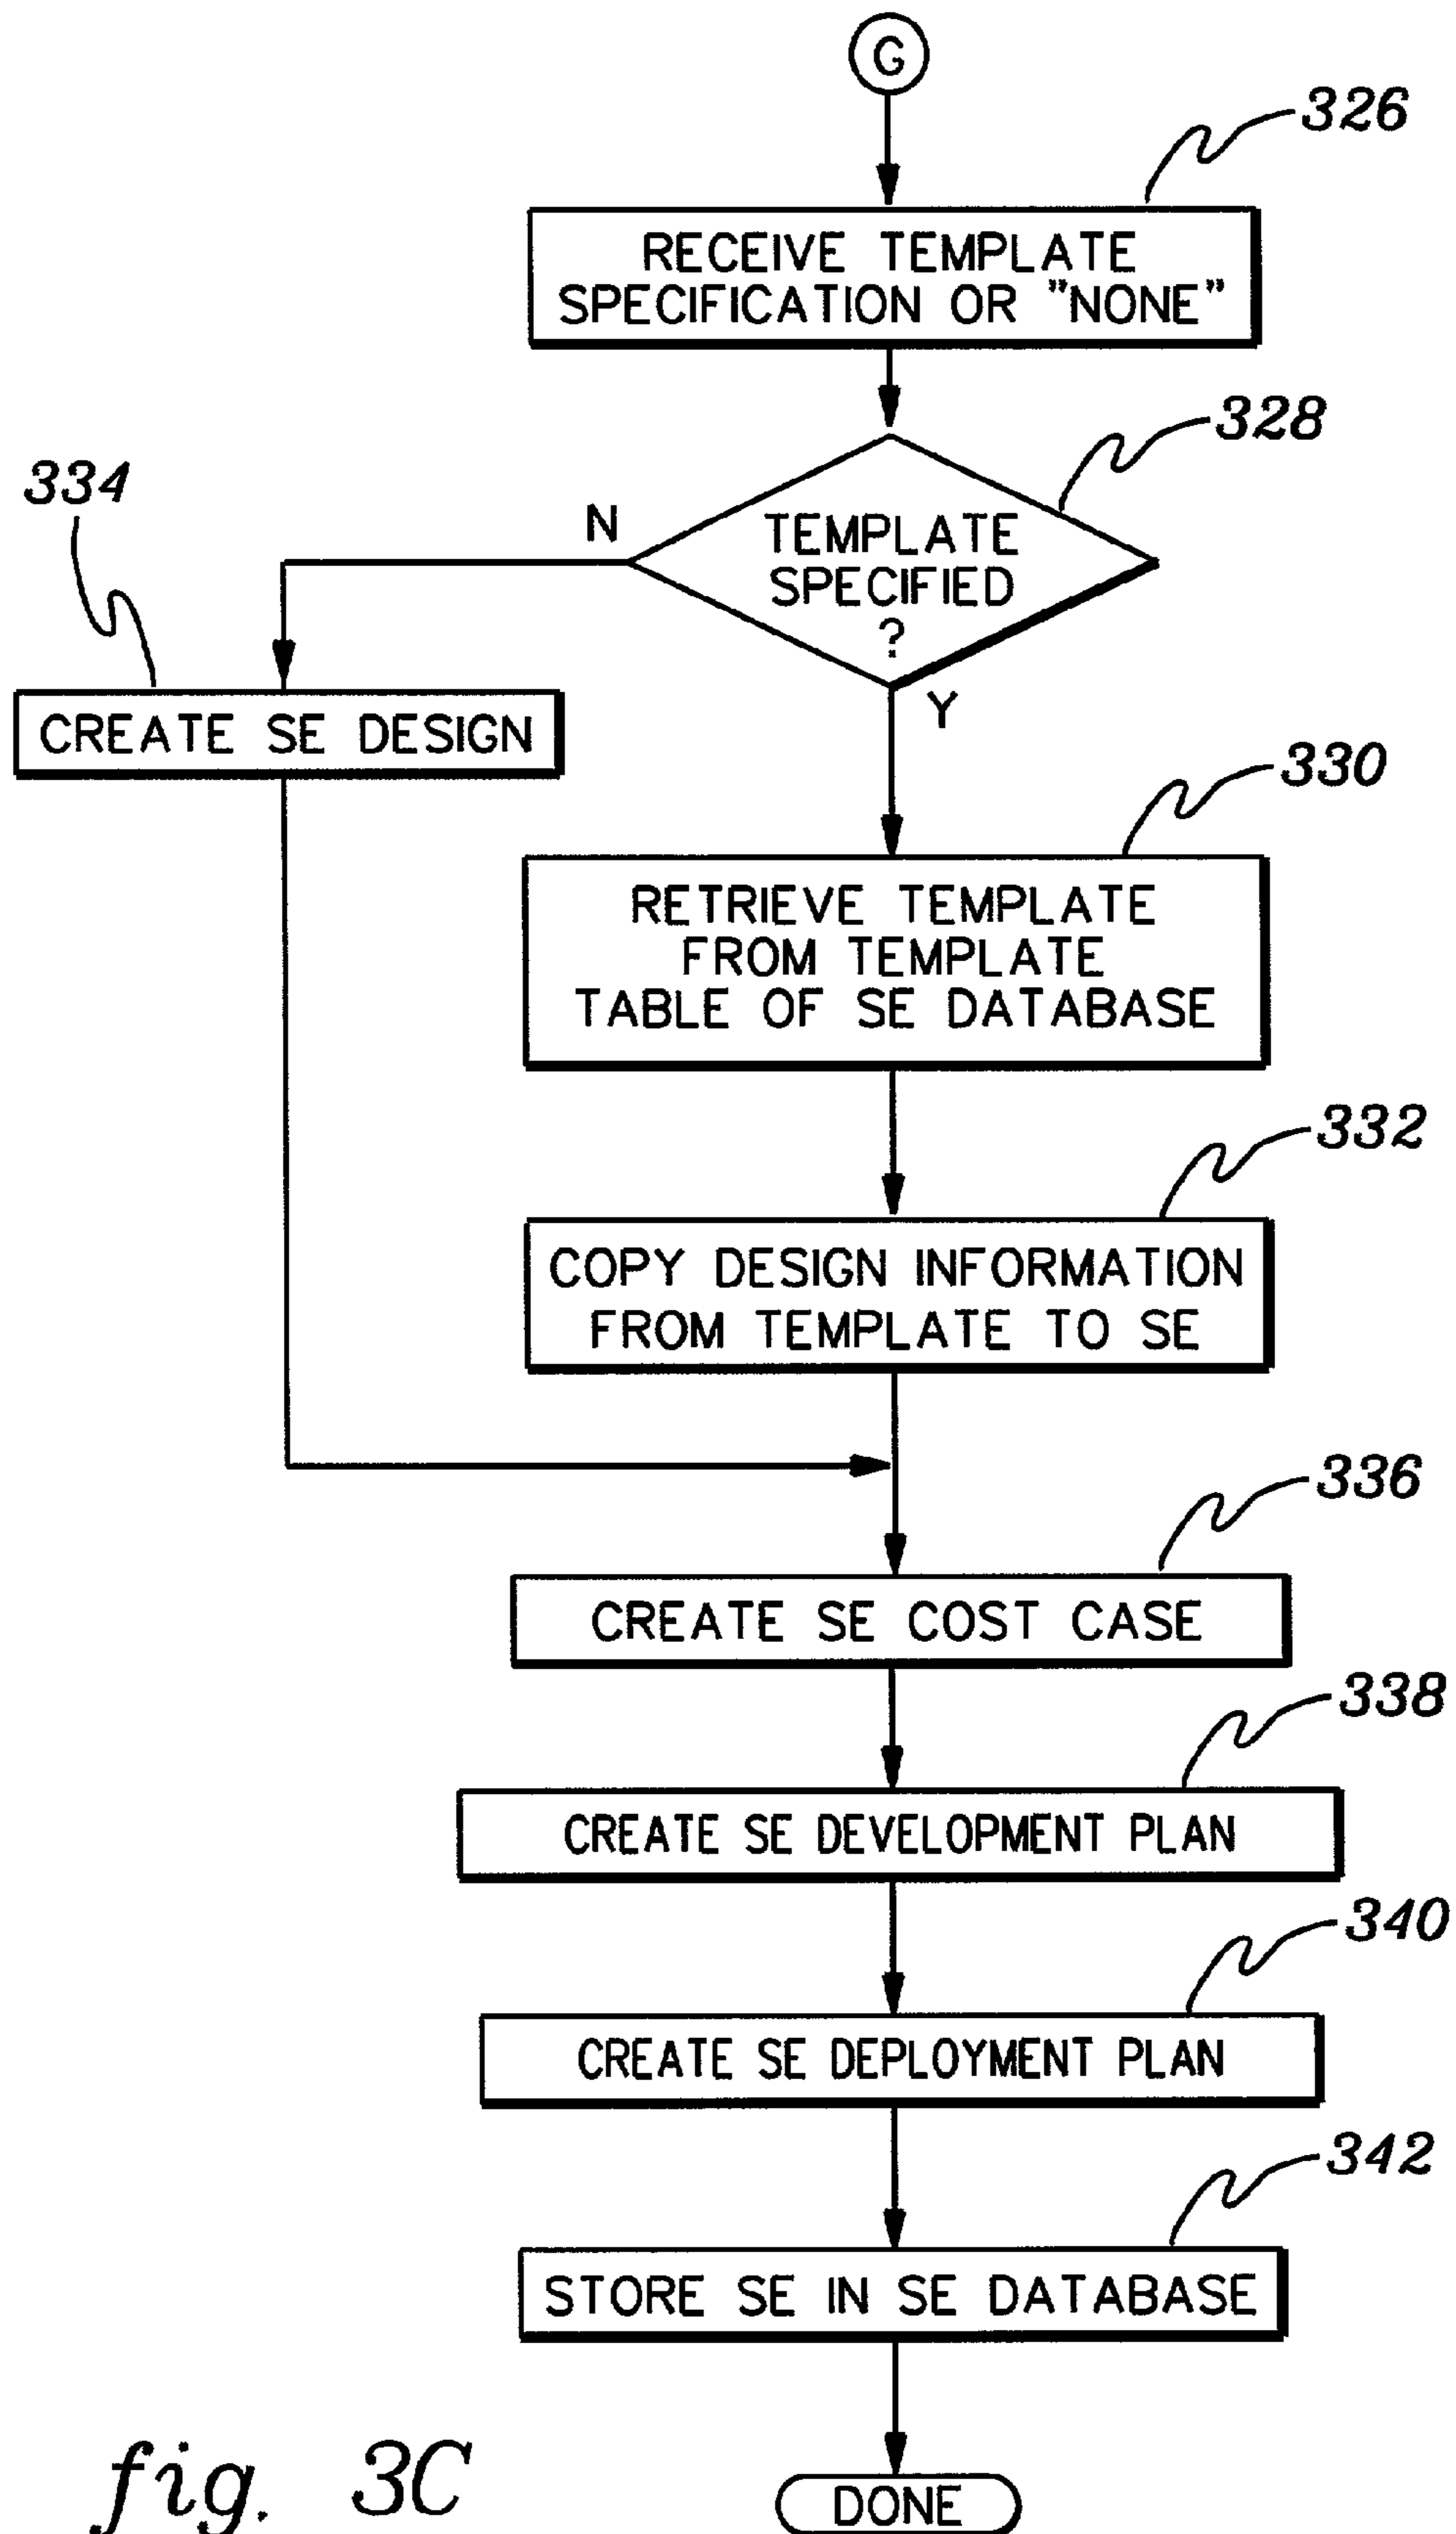 G
326
RECEIVE TEMPLATE
SPECIFICATION OR "NONE"
328
334
N
TEMPLATE
SPECIFIED
?
Y
CREATE SE DESIGN
330
RETRIEVE TEMPLATE
FROM TEMPLATE
TABLE OF SE DATABASE
332
COPY DESIGN INFORMATION
FROM TEMPLATE TO SE
336
CREATE SE COST CASE
338
CREATE SE DEVELOPMENT PLAN
340
CREATE SE DEPLOYMENT PLAN
342
STORE SE IN SE DATABASE
DONE
fig. 3C